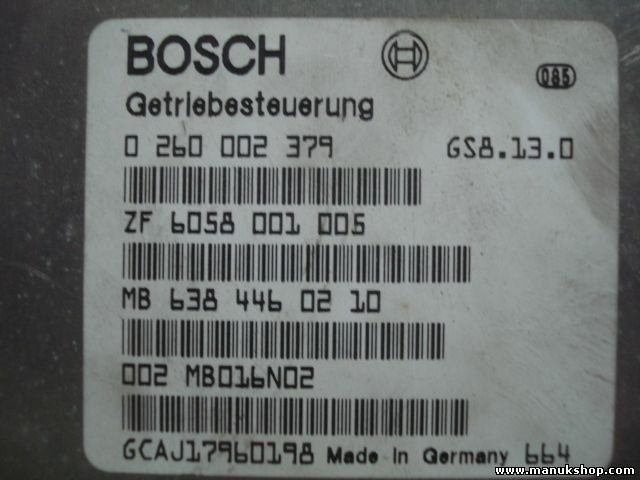 BOSCH
085
Getriebesteuerung
0 260 002 379 GS8.13.0
ZF 6058 001 005
MB 638 446 02 10
002 MB016N02
GCAJ17960198 Made In Germany 664
www.manukshop.com